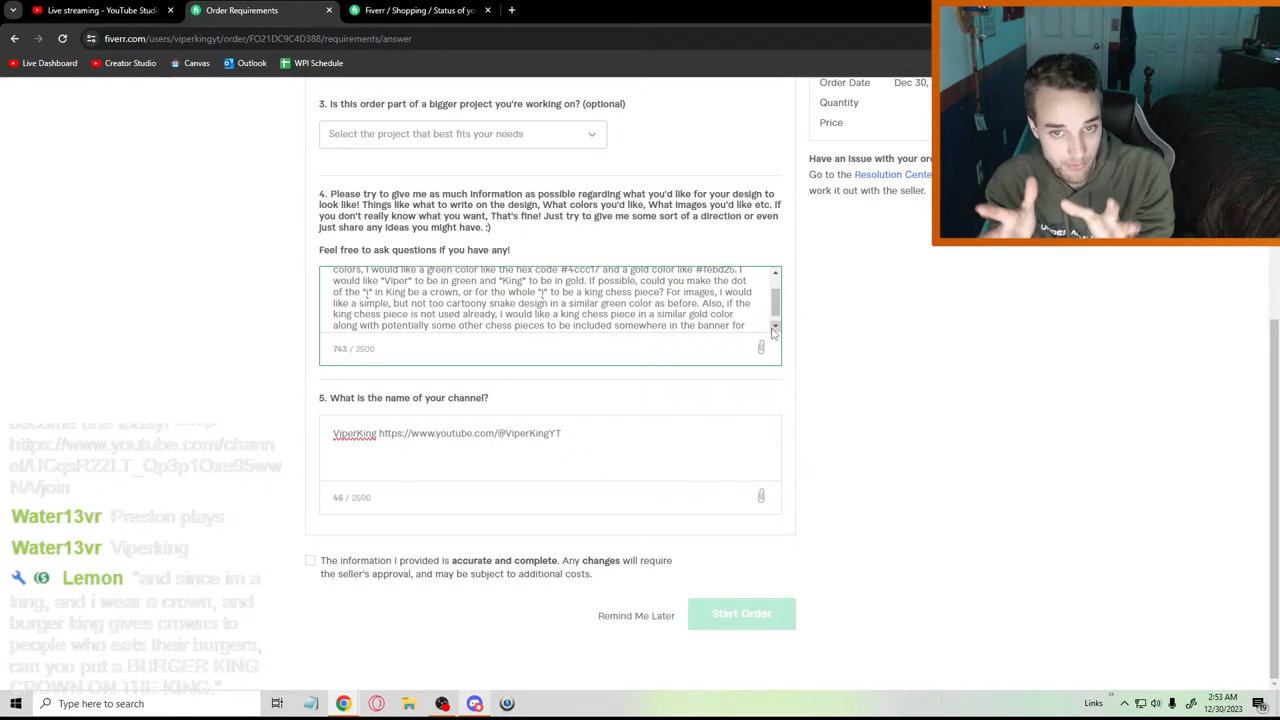 Live streaming - YouTube Studio
Order Requirements
Fiverr / Shopping / Status of yo
fiverr.com/users/viperkingyt/order/FO21DC9C4D388/requirements/answer
Live Dashboard
Creator Studio
Canvas
Outlook
WPI Schedule
3. Is this order part of a bigger project you're working on? (optional)
Select the project that best fits your needs
4. Please try to give me as much information as possible regarding what you'd like for your design to
look like! Things like what to write on the design, What colors you'd like, What images you'd like etc. If
you don't really know what you want, That's fine! Just try to give me some sort of a direction or even
just share any ideas you might have. :)
Feel free to ask questions if you have any!
colors, I would like a green color like the hex code #4ccc17 and a gold color like #febd25. I
would like "Viper" to be in green and "King" to be in gold. If possible, could you make the dot
of the "i" in King be a crown, or for the whole "i" to be a king chess piece? For images, I would
like a simple, but not too cartoony snake design in a similar green color as before. Also, if the
king chess piece is not used already, I would like a king chess piece in a similar gold color
along with potentially some other chess pieces to be included somewhere in the banner for
743 / 2500
5. What is the name of your channel?
ViperKing https://www.youtube.com/@ViperKingYT
46 / 2500
The information I provided is accurate and complete. Any changes will require
the seller's approval, and may be subject to additional costs.
Remind Me Later
Start Order
Order Date Dec 30,
Quantity
Price
Have an issue with your ord
Go to the Resolution Cente
work it out with the seller.
become one today!
https://www.youtube.com/chann
el/UCqsR22LT_Qp3p1Oxe95ww
NA/join
Water13vr Preston plays
Water13vr Viperking
Lemon "and since im a
king, and i wear a crown, and
burger king gives crowns to
people who eats their burgers,
can you put a BURGER KING
CROWN ON THE KING."
Type here to search
Links
2:53 AM
12/30/2023
19